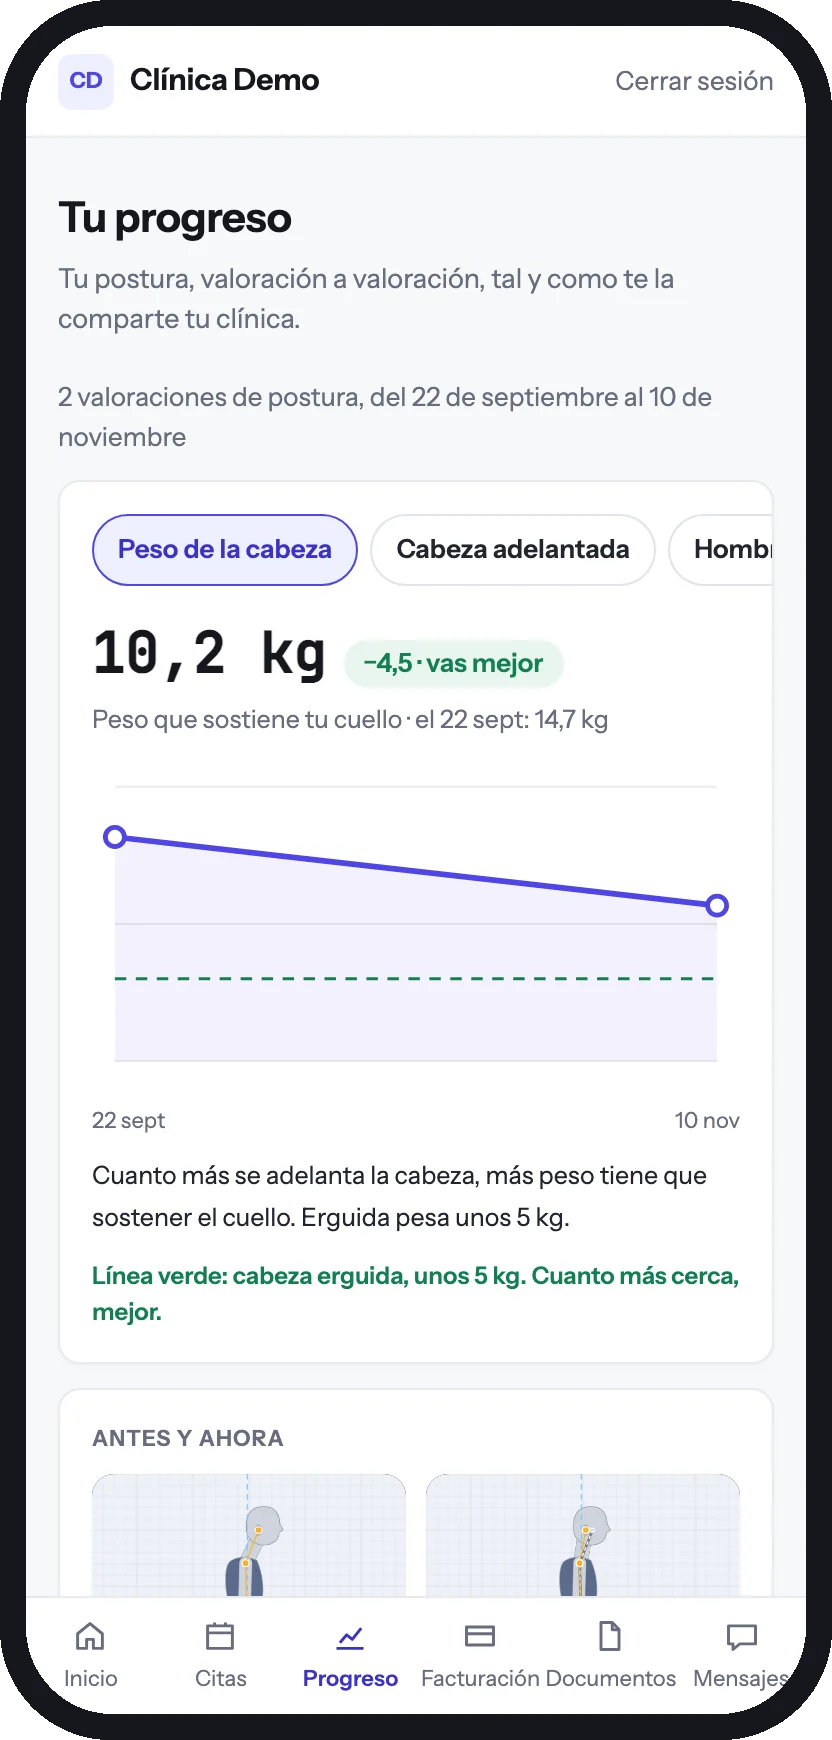 CD
Clínica Demo
Cerrar sesión
Tu progreso
Tu postura, valoración a valoración, tal y como te la
comparte tu clínica.
2 valoraciones de postura, del 22 de septiembre al 10 de
noviembre
Peso de la cabeza
Cabeza adelantada
Homb
10,2 kg
−4,5 · vas mejor
Peso que sostiene tu cuello · el 22 sept: 14,7 kg
22 sept
10 nov
Cuanto más se adelanta la cabeza, más peso tiene que
sostener el cuello. Erguida pesa unos 5 kg.
Línea verde: cabeza erguida, unos 5 kg. Cuanto más cerca,
mejor.
ANTES Y AHORA
Inicio
Citas
Progreso
Facturación
Documentos
Mensajes